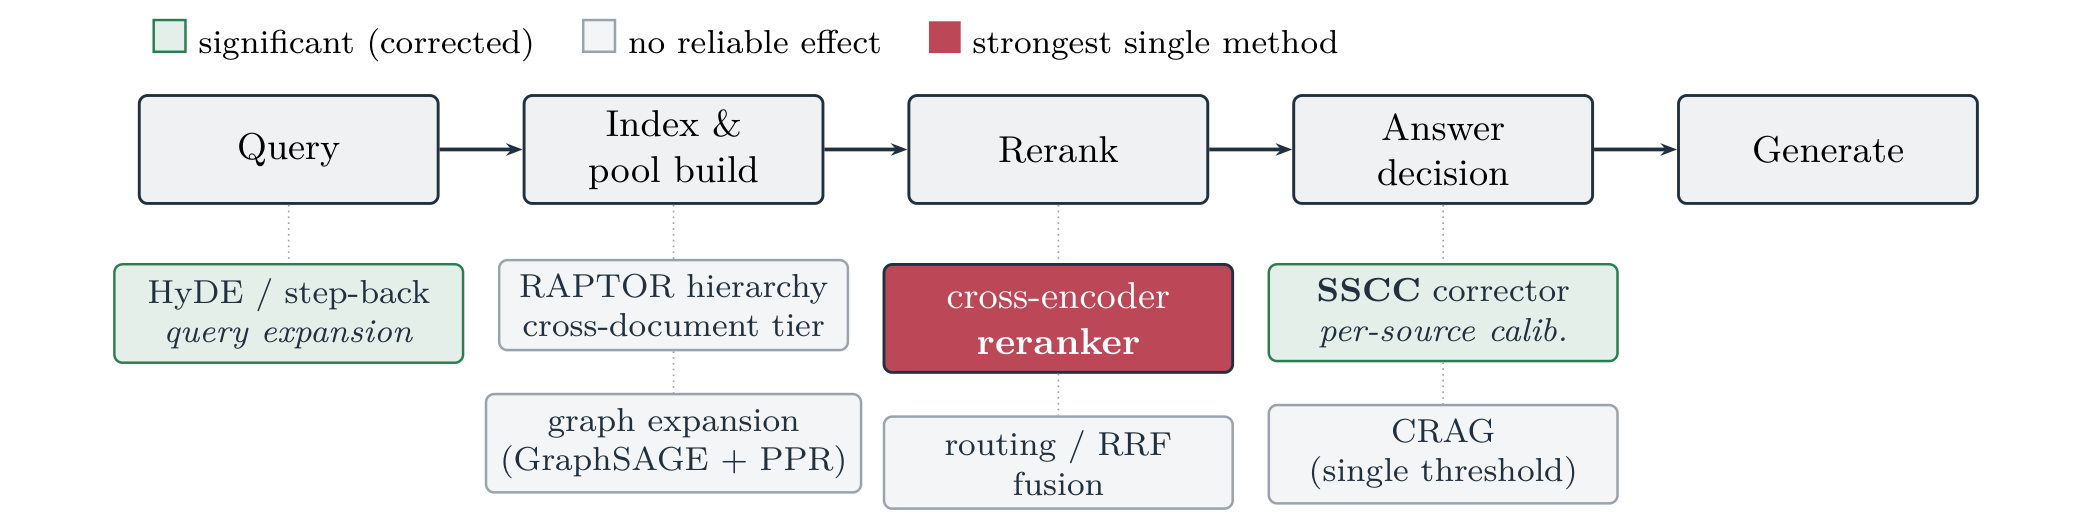 significant (corrected)
no reliable effect
strongest single method
Query
Index &
pool build
Rerank
Answer
decision
Generate
HyDE / step-back
query expansion
RAPTOR hierarchy
cross-document tier
graph expansion
(GraphSAGE + PPR)
cross-encoder
reranker
routing / RRF
fusion
SSCC corrector
per-source calib.
CRAG
(single threshold)